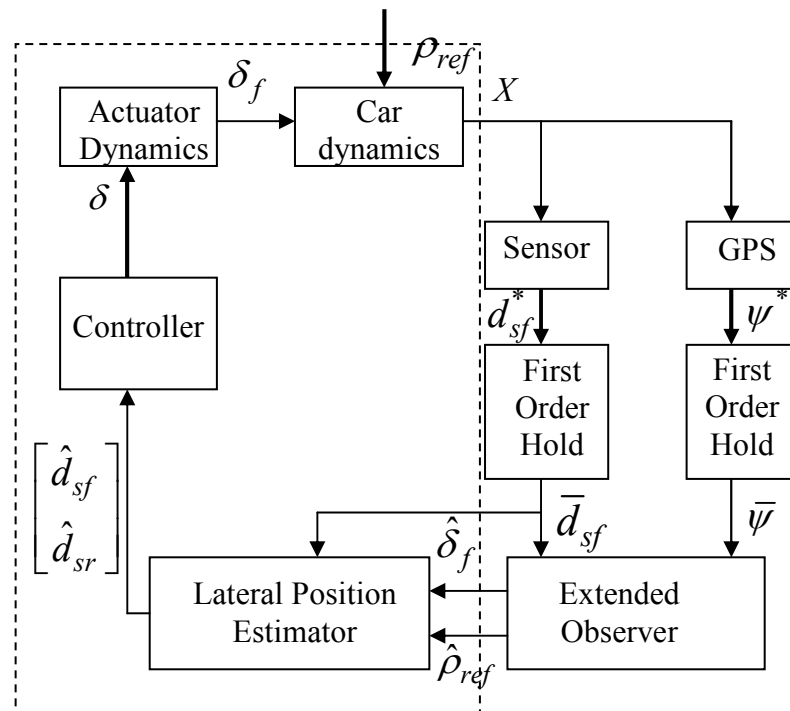 ρ_ref
δ_f
X
Actuator
Dynamics
Car
dynamics
δ
Sensor
GPS
d*_sf
ψ*
Controller
First
Order
Hold
First
Order
Hold
[d̂_sf
d̂_sr]
d̄_sf
ψ̄
δ̂_f
Lateral Position
Estimator
Extended
Observer
ρ̂_ref